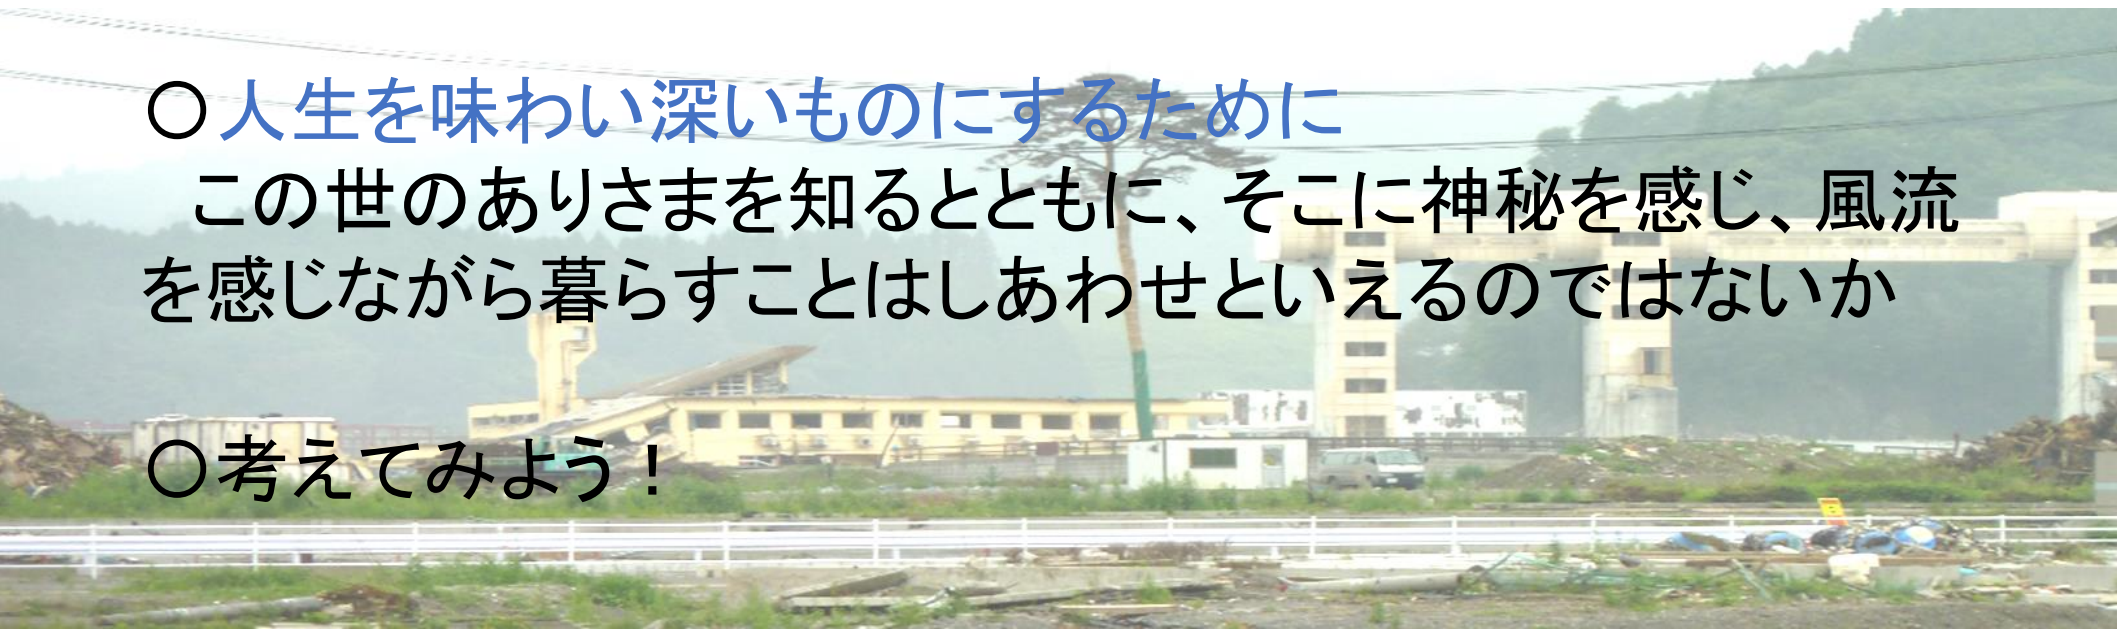 ○人生を味わい深いものにするために
この世のありさまを知るとともに、そこに神秘を感じ、風流
を感じながら暮らすことはしあわせといえるのではないか
○考えてみよう！